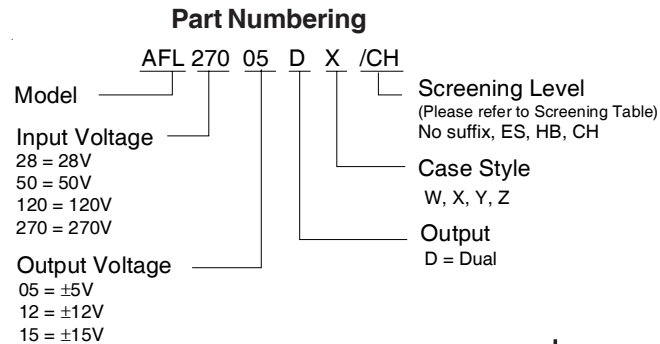 Part Numbering
AFL 270 05 D X /CH
Model
Input Voltage
28 = 28V
50 = 50V
120 = 120V
270 = 270V
Output Voltage
05 = ±5V
12 = ±12V
15 = ±15V
Screening Level
(Please refer to Screening Table)
No suffix, ES, HB, CH
Case Style
W, X, Y, Z
Output
D = Dual